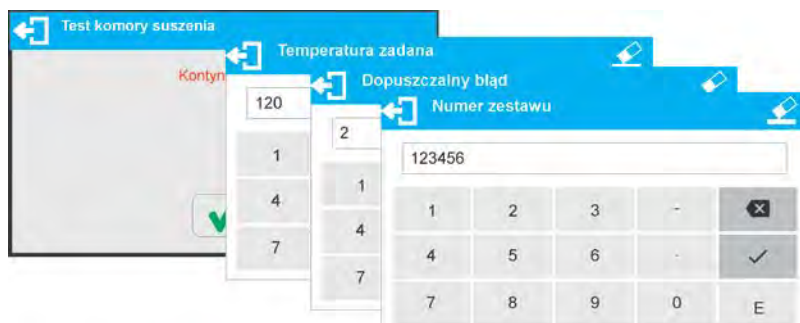 Test komory suszenia
Kontyn
Temperatura zadana
120
1
4
7
Dopuszczalny błąd
2
1
4
7
Numer zestawu
123456
1 2 3 -
4 5 6 .
7 8 9 0 E